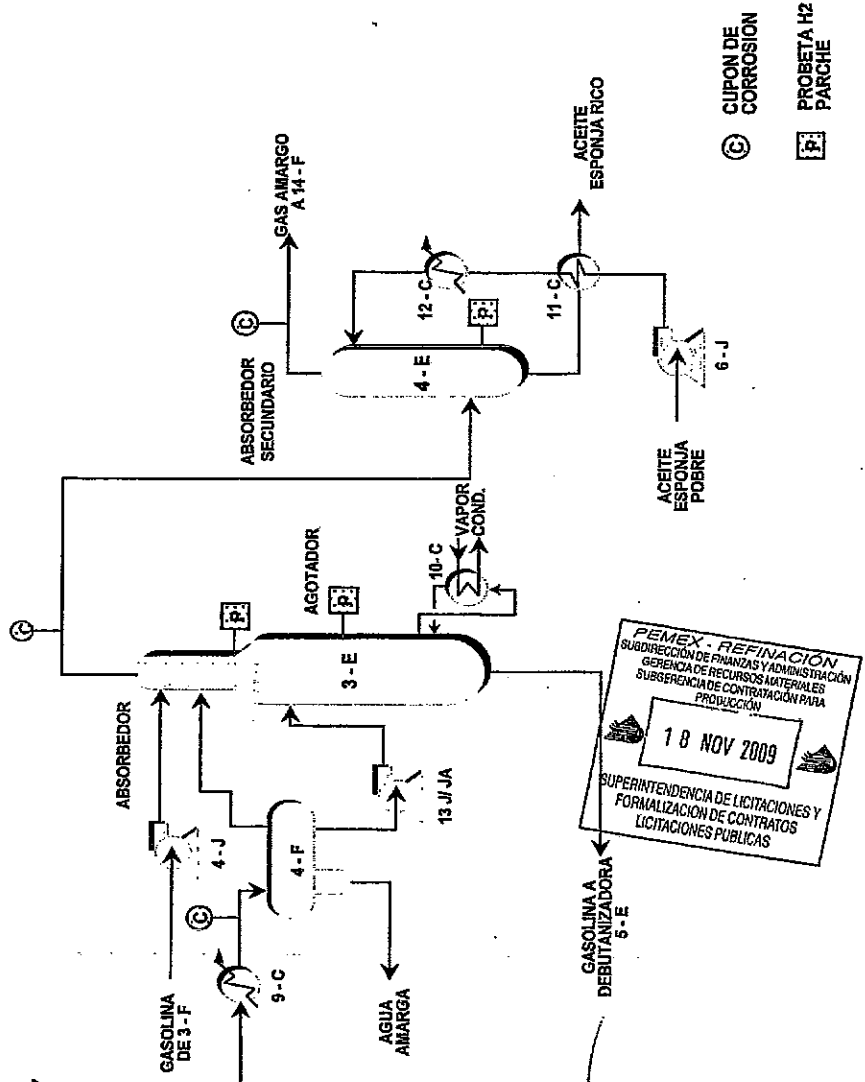 GASOLINA
DE 3 - F
4 - J
ABSORBEDOR
C
9 - C
C
4 - F
AGUA
AMARGA
13 J/ JA
P
P
AGOTADOR
3 - E
10 - C
VAPOR
COND.
GASOLINA A
DEBUTANIZADORA
5 - E
ABSORBEDOR
SECUNDARIO
C
GAS AMARGO
A 14 - F
4 - E
P
12 - C
11 - C
ACEITE
ESPONJA RICO
ACEITE
ESPONJA
POBRE
6 - J
C
CUPON DE
CORROSION
P
PROBETA H2
PARCHE
PEMEX - REFINACIÓN
SUBDIRECCIÓN DE FINANZAS Y ADMINISTRACIÓN
GERENCIA DE RECURSOS MATERIALES
SUBGERENCIA DE CONTRATACIÓN PARA
PRODUCCIÓN
18 NOV 2009
SUPERINTENDENCIA DE LICITACIONES Y
FORMALIZACION DE CONTRATOS
LICITACIONES PUBLICAS